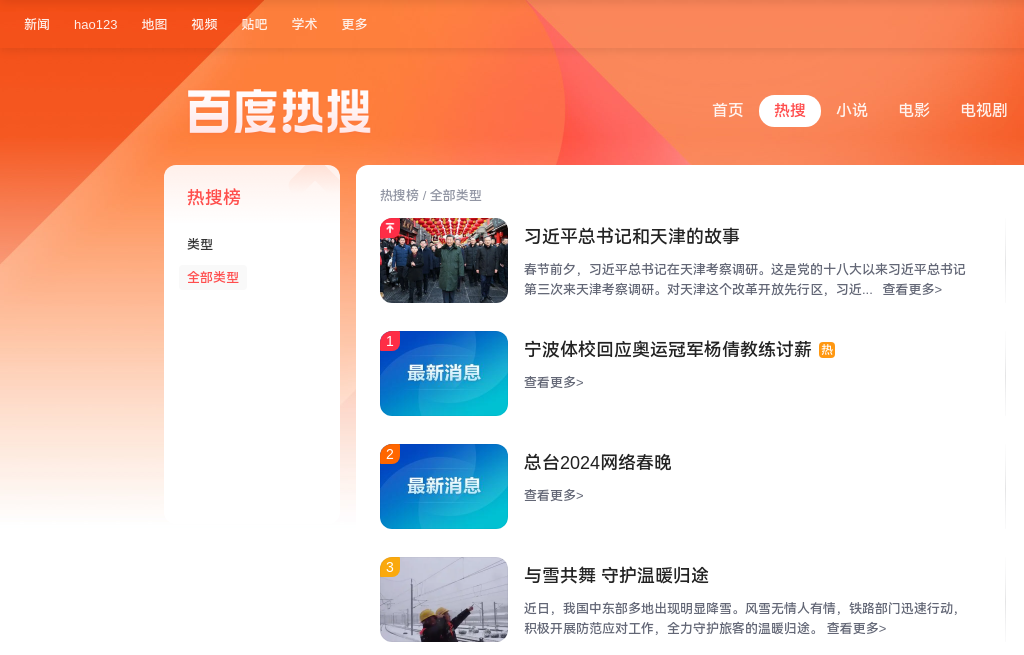 新闻 hao123 地图 视频 贴吧 学术 更多
百度热搜
首页 热搜 小说 电影 电视剧
热搜榜
类型
全部类型
热搜榜 / 全部类型
习近平总书记和天津的故事
春节前夕，习近平总书记在天津考察调研。这是党的十八大以来习近平总书记
第三次来天津考察调研。对天津这个改革开放先行区，习近... 查看更多>
1
最新消息
宁波体校回应奥运冠军杨倩教练讨薪 热
查看更多>
2
最新消息
总台2024网络春晚
查看更多>
3
与雪共舞 守护温暖归途
近日，我国中东部多地出现明显降雪。风雪无情人有情，铁路部门迅速行动，
积极开展防范应对工作，全力守护旅客的温暖归途。 查看更多>